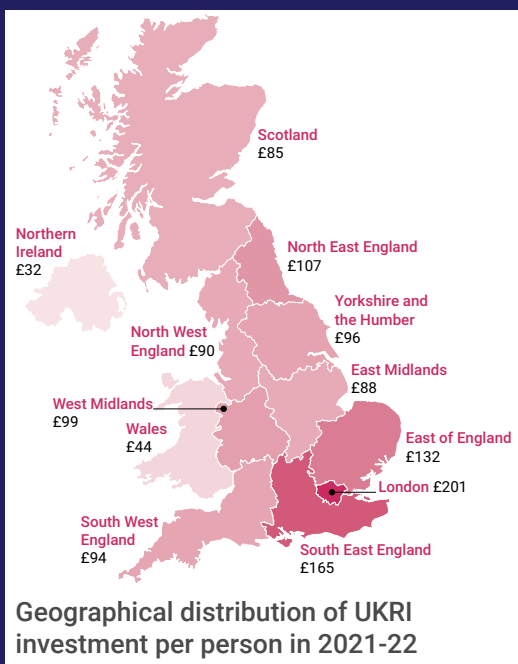 Scotland
£85
Northern
Ireland
£32
North East England
£107
Yorkshire and
the Humber
£96
North West
England £90
East Midlands
£88
West Midlands
£99
Wales
£44
East of England
£132
London £201
South West
England
£94
South East England
£165
Geographical distribution of UKRI
investment per person in 2021-22